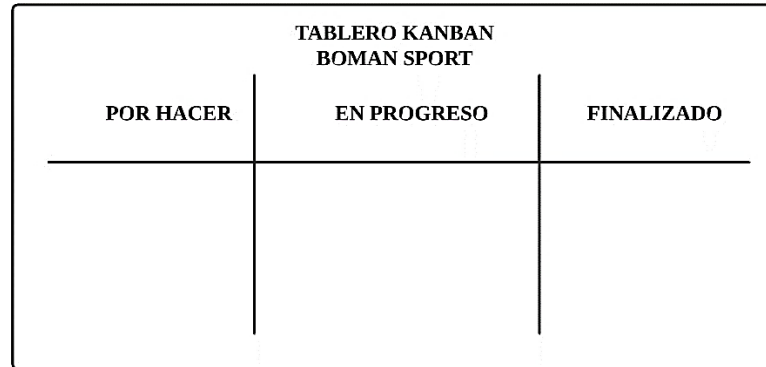 TABLERO KANBAN
BOMAN SPORT
POR HACER
EN PROGRESO
FINALIZADO